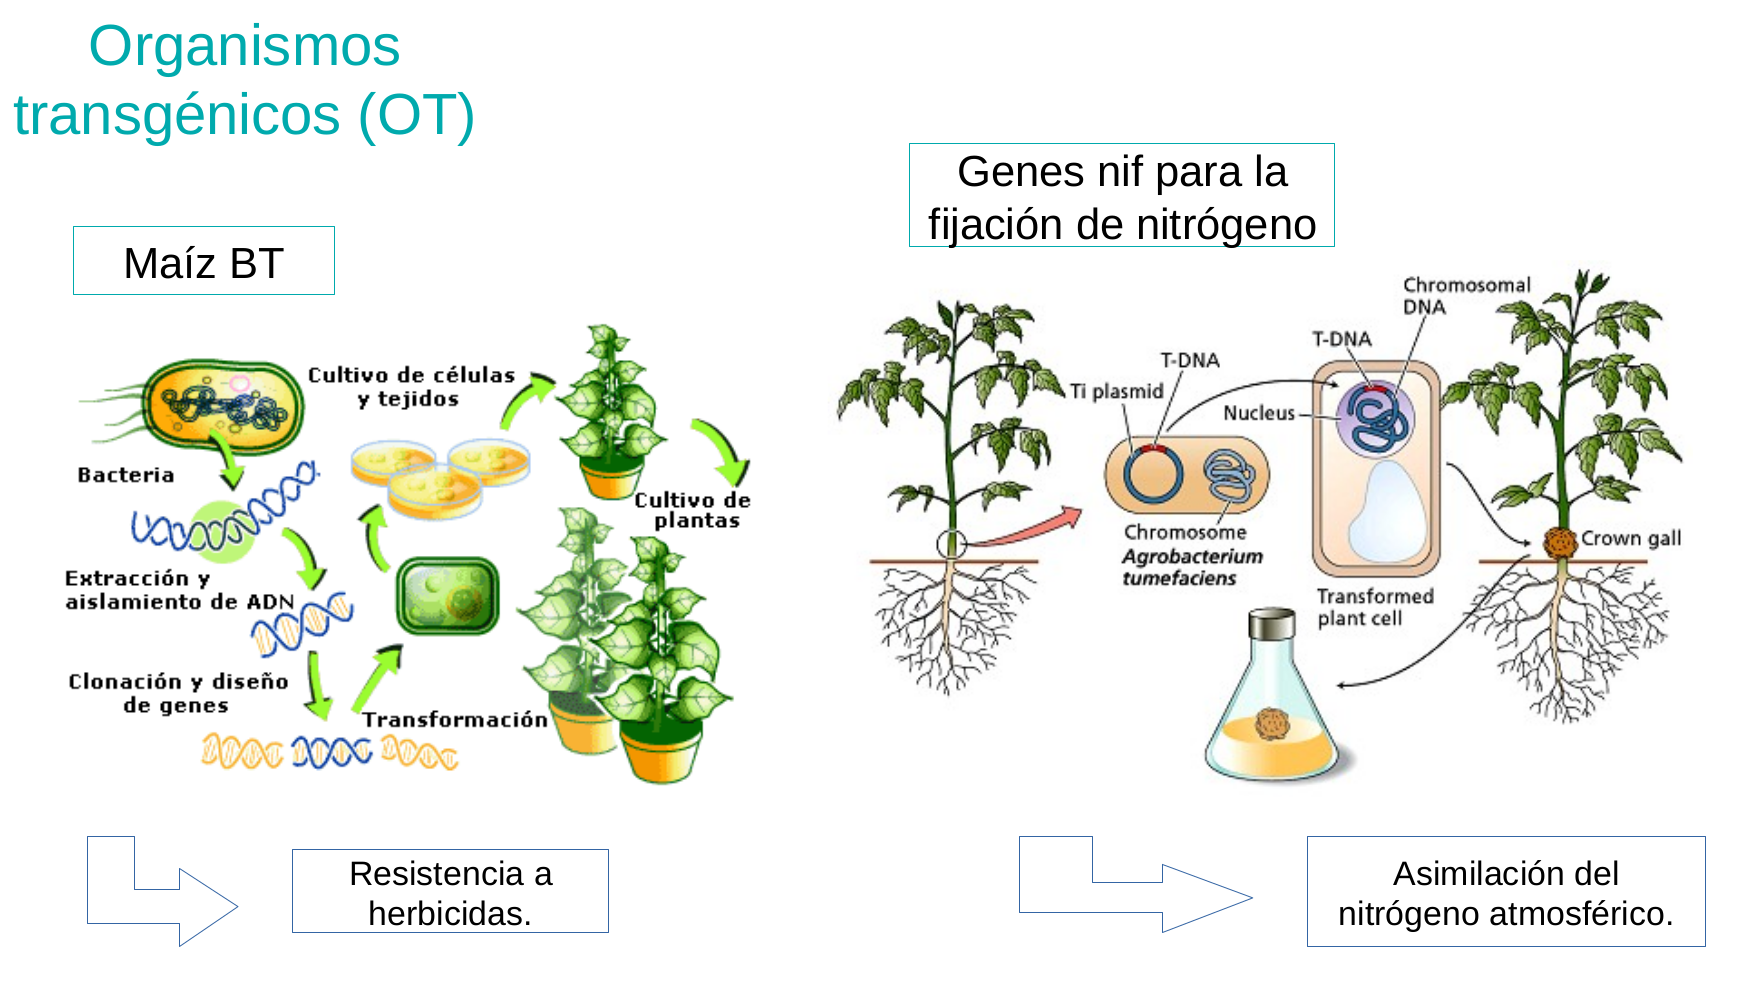 Organismos
transgénicos (OT)
Maíz BT
Genes nif para la
fijación de nitrógeno
Cultivo de células
y tejidos
Bacteria
Cultivo de
plantas
Extracción y
aislamiento de ADN
Clonación y diseño
de genes
Transformación
Chromosomal
DNA
T-DNA
T-DNA
Ti plasmid
Nucleus
Chromosome
Agrobacterium
tumefaciens
Crown gall
Transformed
plant cell
Resistencia a
herbicidas.
Asimilación del
nitrógeno atmosférico.